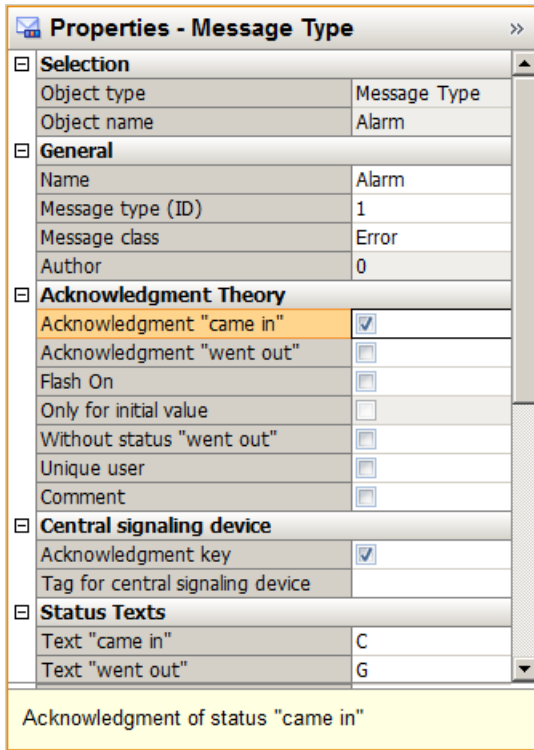 Properties - Message Type »
Selection
Object type Message Type
Object name Alarm
General
Name Alarm
Message type (ID) 1
Message class Error
Author 0
Acknowledgment Theory
Acknowledgment "came in"
Acknowledgment "went out"
Flash On
Only for initial value
Without status "went out"
Unique user
Comment
Central signaling device
Acknowledgment key
Tag for central signaling device
Status Texts
Text "came in" C
Text "went out" G
Acknowledgment of status "came in"